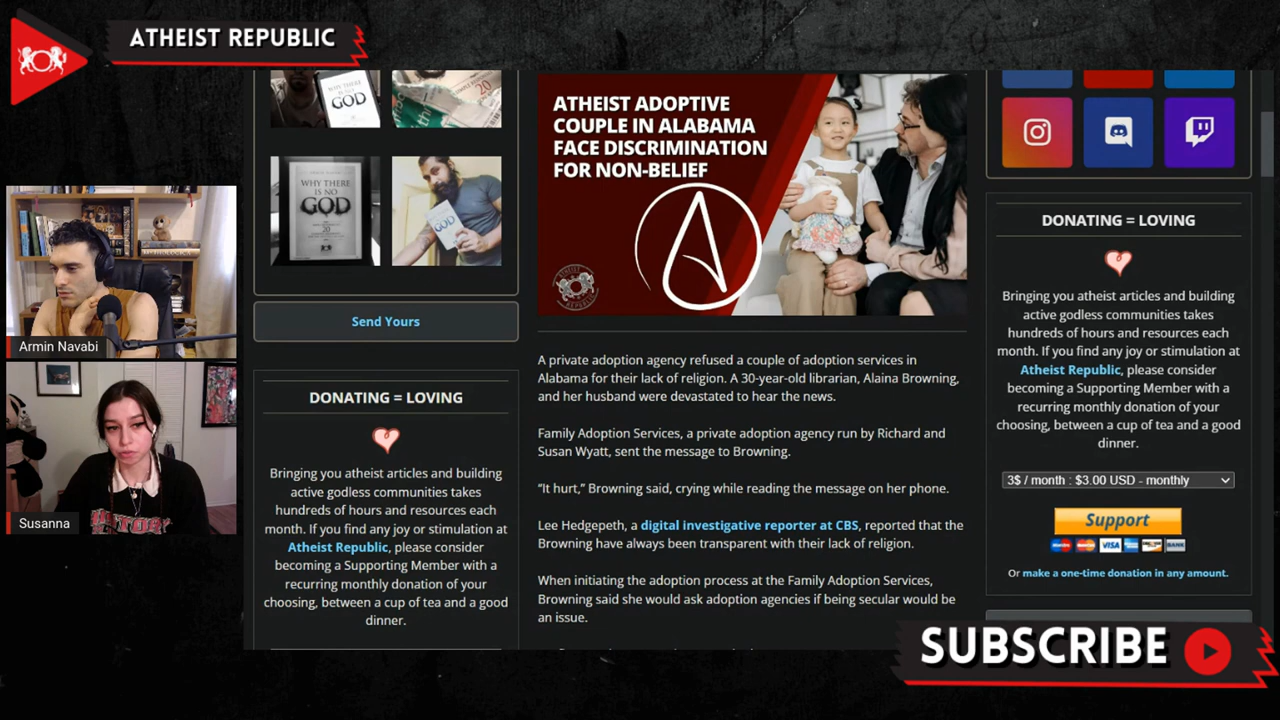 ATHEIST REPUBLIC
Armin Navabi
Susanna
WHY THERE
IS NO
GOD
WHY THERE
IS NO
GOD
20
GOD
Send Yours
DONATING = LOVING
Bringing you atheist articles and building
active godless communities takes
hundreds of hours and resources each
month. If you find any joy or stimulation at
Atheist Republic, please consider
becoming a Supporting Member with a
recurring monthly donation of your
choosing, between a cup of tea and a good
dinner.
ATHEIST ADOPTIVE
COUPLE IN ALABAMA
FACE DISCRIMINATION
FOR NON-BELIEF
A private adoption agency refused a couple of adoption services in
Alabama for their lack of religion. A 30-year-old librarian, Alaina Browning,
and her husband were devastated to hear the news.
Family Adoption Services, a private adoption agency run by Richard and
Susan Wyatt, sent the message to Browning.
“It hurt,” Browning said, crying while reading the message on her phone.
Lee Hedgepeth, a digital investigative reporter at CBS, reported that the
Browning have always been transparent with their lack of religion.
When initiating the adoption process at the Family Adoption Services,
Browning said she would ask adoption agencies if being secular would be
an issue.
DONATING = LOVING
Bringing you atheist articles and building
active godless communities takes
hundreds of hours and resources each
month. If you find any joy or stimulation at
Atheist Republic, please consider
becoming a Supporting Member with a
recurring monthly donation of your
choosing, between a cup of tea and a good
dinner.
3$ / month : $3.00 USD - monthly
Support
VISA
BANK
Or make a one-time donation in any amount.
SUBSCRIBE